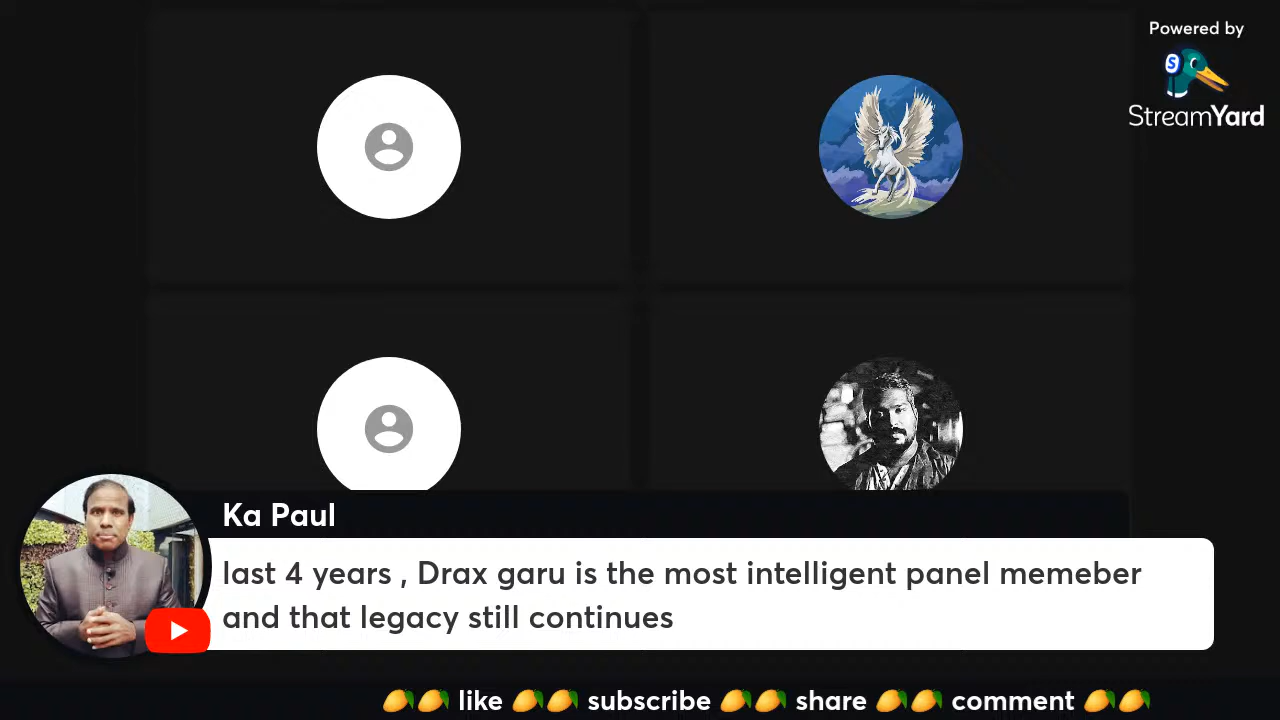 Powered by
S
StreamYard
Ka Paul
last 4 years , Drax garu is the most intelligent panel memeber
and that legacy still continues
🥭🥭 like 🥭🥭 subscribe 🥭🥭 share 🥭🥭 comment 🥭🥭